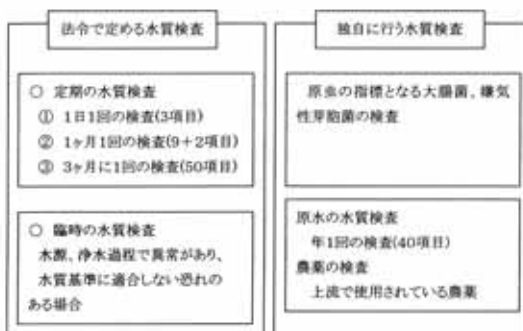 法令で定める水質検査
○ 定期の水質検査
① 1日1回の検査(3項目)
② 1ヶ月1回の検査(9+2項目)
③ 3ヶ月に1回の検査(50項目)
○ 臨時の水質検査
水源、浄水過程で異常があり、
水質基準に適合しない恐れの
ある場合
独自に行う水質検査
原虫の指標となる大腸菌、嫌気
性芽胞菌の検査
原水の水質検査
年1回の検査(40項目)
農薬の検査
上流で使用されている農薬